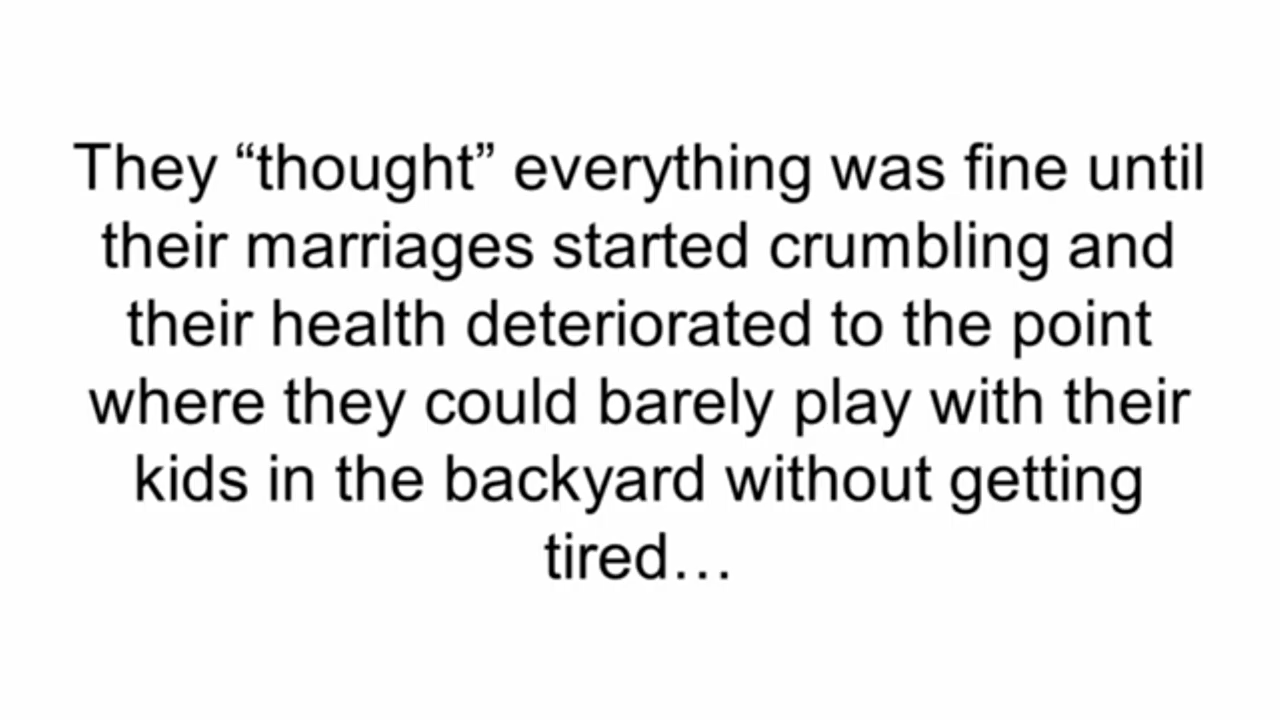 They “thought” everything was fine until
their marriages started crumbling and
their health deteriorated to the point
where they could barely play with their
kids in the backyard without getting
tired…